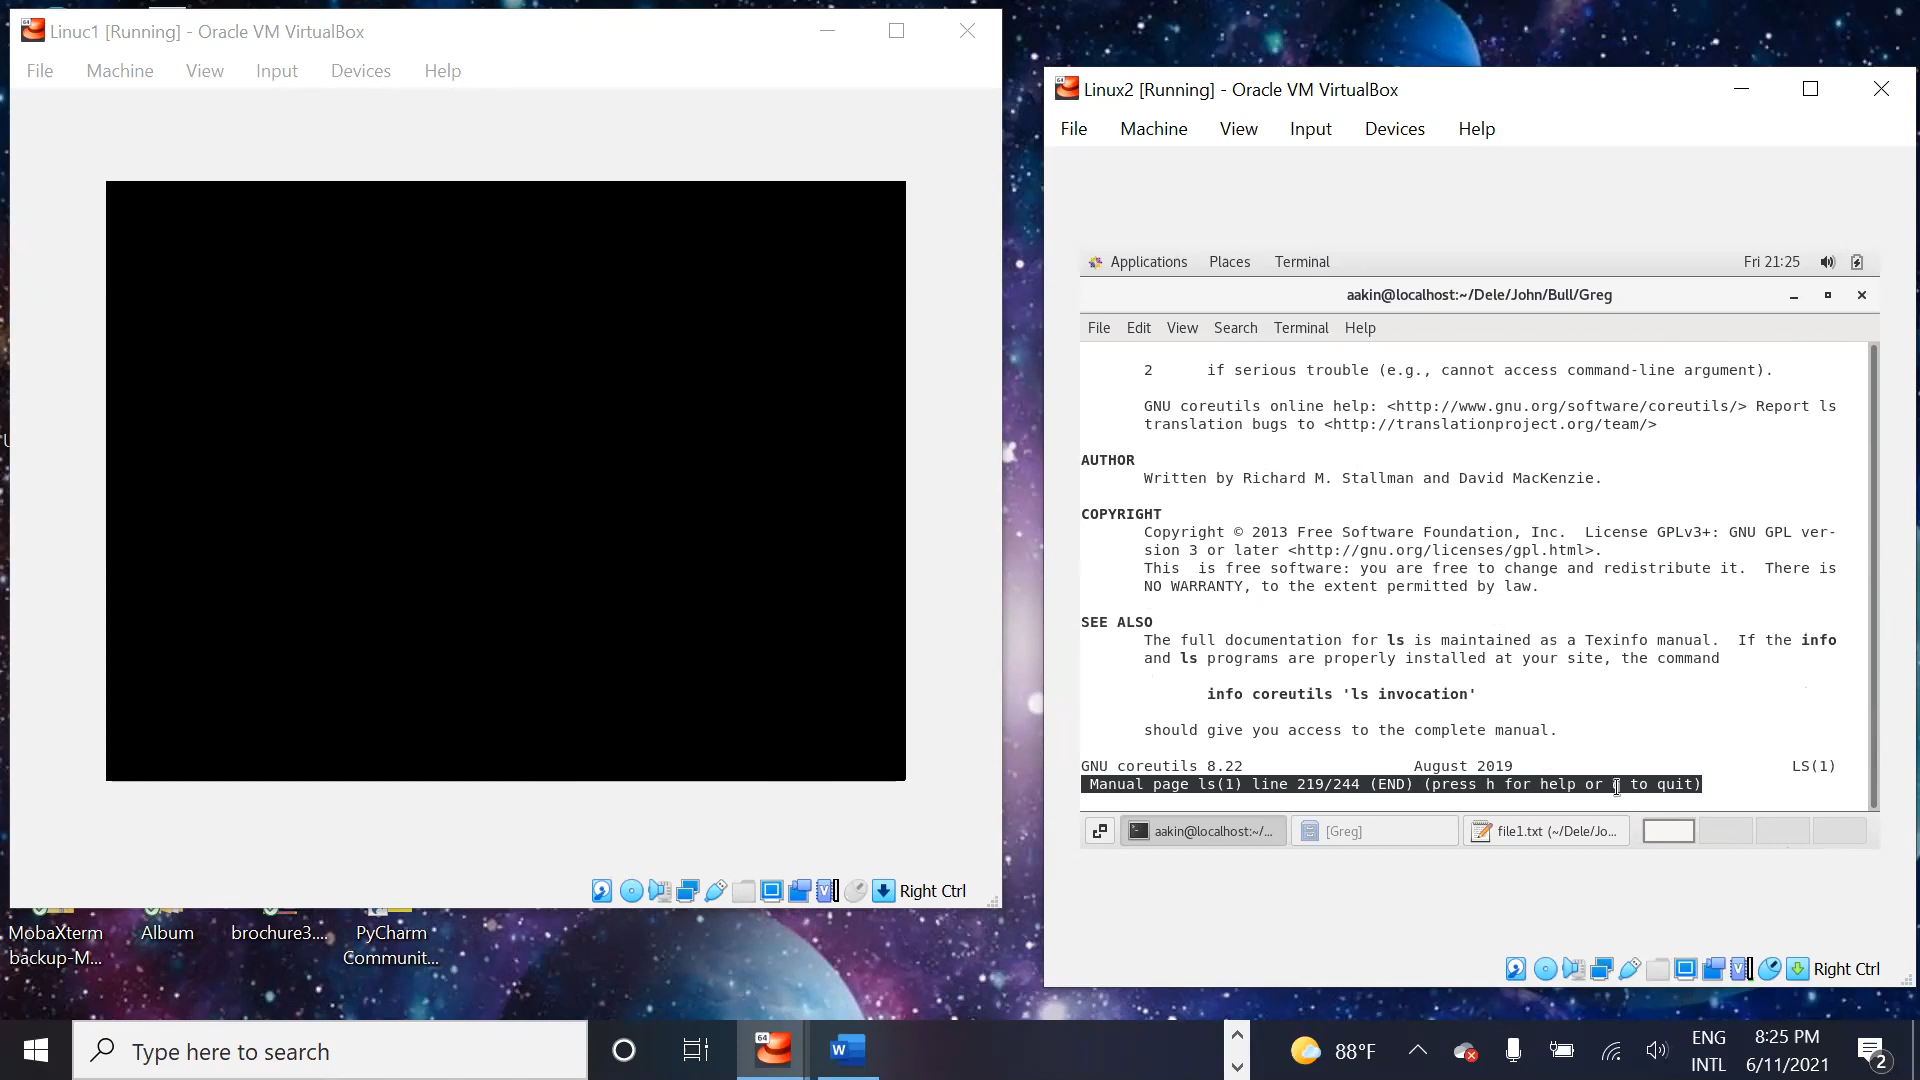 Linuc1 [Running] - Oracle VM VirtualBox
File Machine View Input Devices Help
Right Ctrl
Linux2 [Running] - Oracle VM VirtualBox
File Machine View Input Devices Help
Applications Places Terminal Fri 21:25
aakin@localhost:~/Dele/John/Bull/Greg
File Edit View Search Terminal Help
2 if serious trouble (e.g., cannot access command-line argument).
GNU coreutils online help: <http://www.gnu.org/software/coreutils/> Report ls
translation bugs to <http://translationproject.org/team/>
AUTHOR
Written by Richard M. Stallman and David MacKenzie.
COPYRIGHT
Copyright © 2013 Free Software Foundation, Inc. License GPLv3+: GNU GPL ver-
sion 3 or later <http://gnu.org/licenses/gpl.html>.
This is free software: you are free to change and redistribute it. There is
NO WARRANTY, to the extent permitted by law.
SEE ALSO
The full documentation for ls is maintained as a Texinfo manual. If the info
and ls programs are properly installed at your site, the command
info coreutils 'ls invocation'
should give you access to the complete manual.
GNU coreutils 8.22 August 2019 LS(1)
Manual page ls(1) line 219/244 (END) (press h for help or to quit)
aakin@localhost:~/... [Greg] file1.txt (~/Dele/Jo...
Right Ctrl
MobaXterm
backup-M...
Album
brochure3....
PyCharm
Communit...
Type here to search
88°F
ENG
INTL
8:25 PM
6/11/2021
2